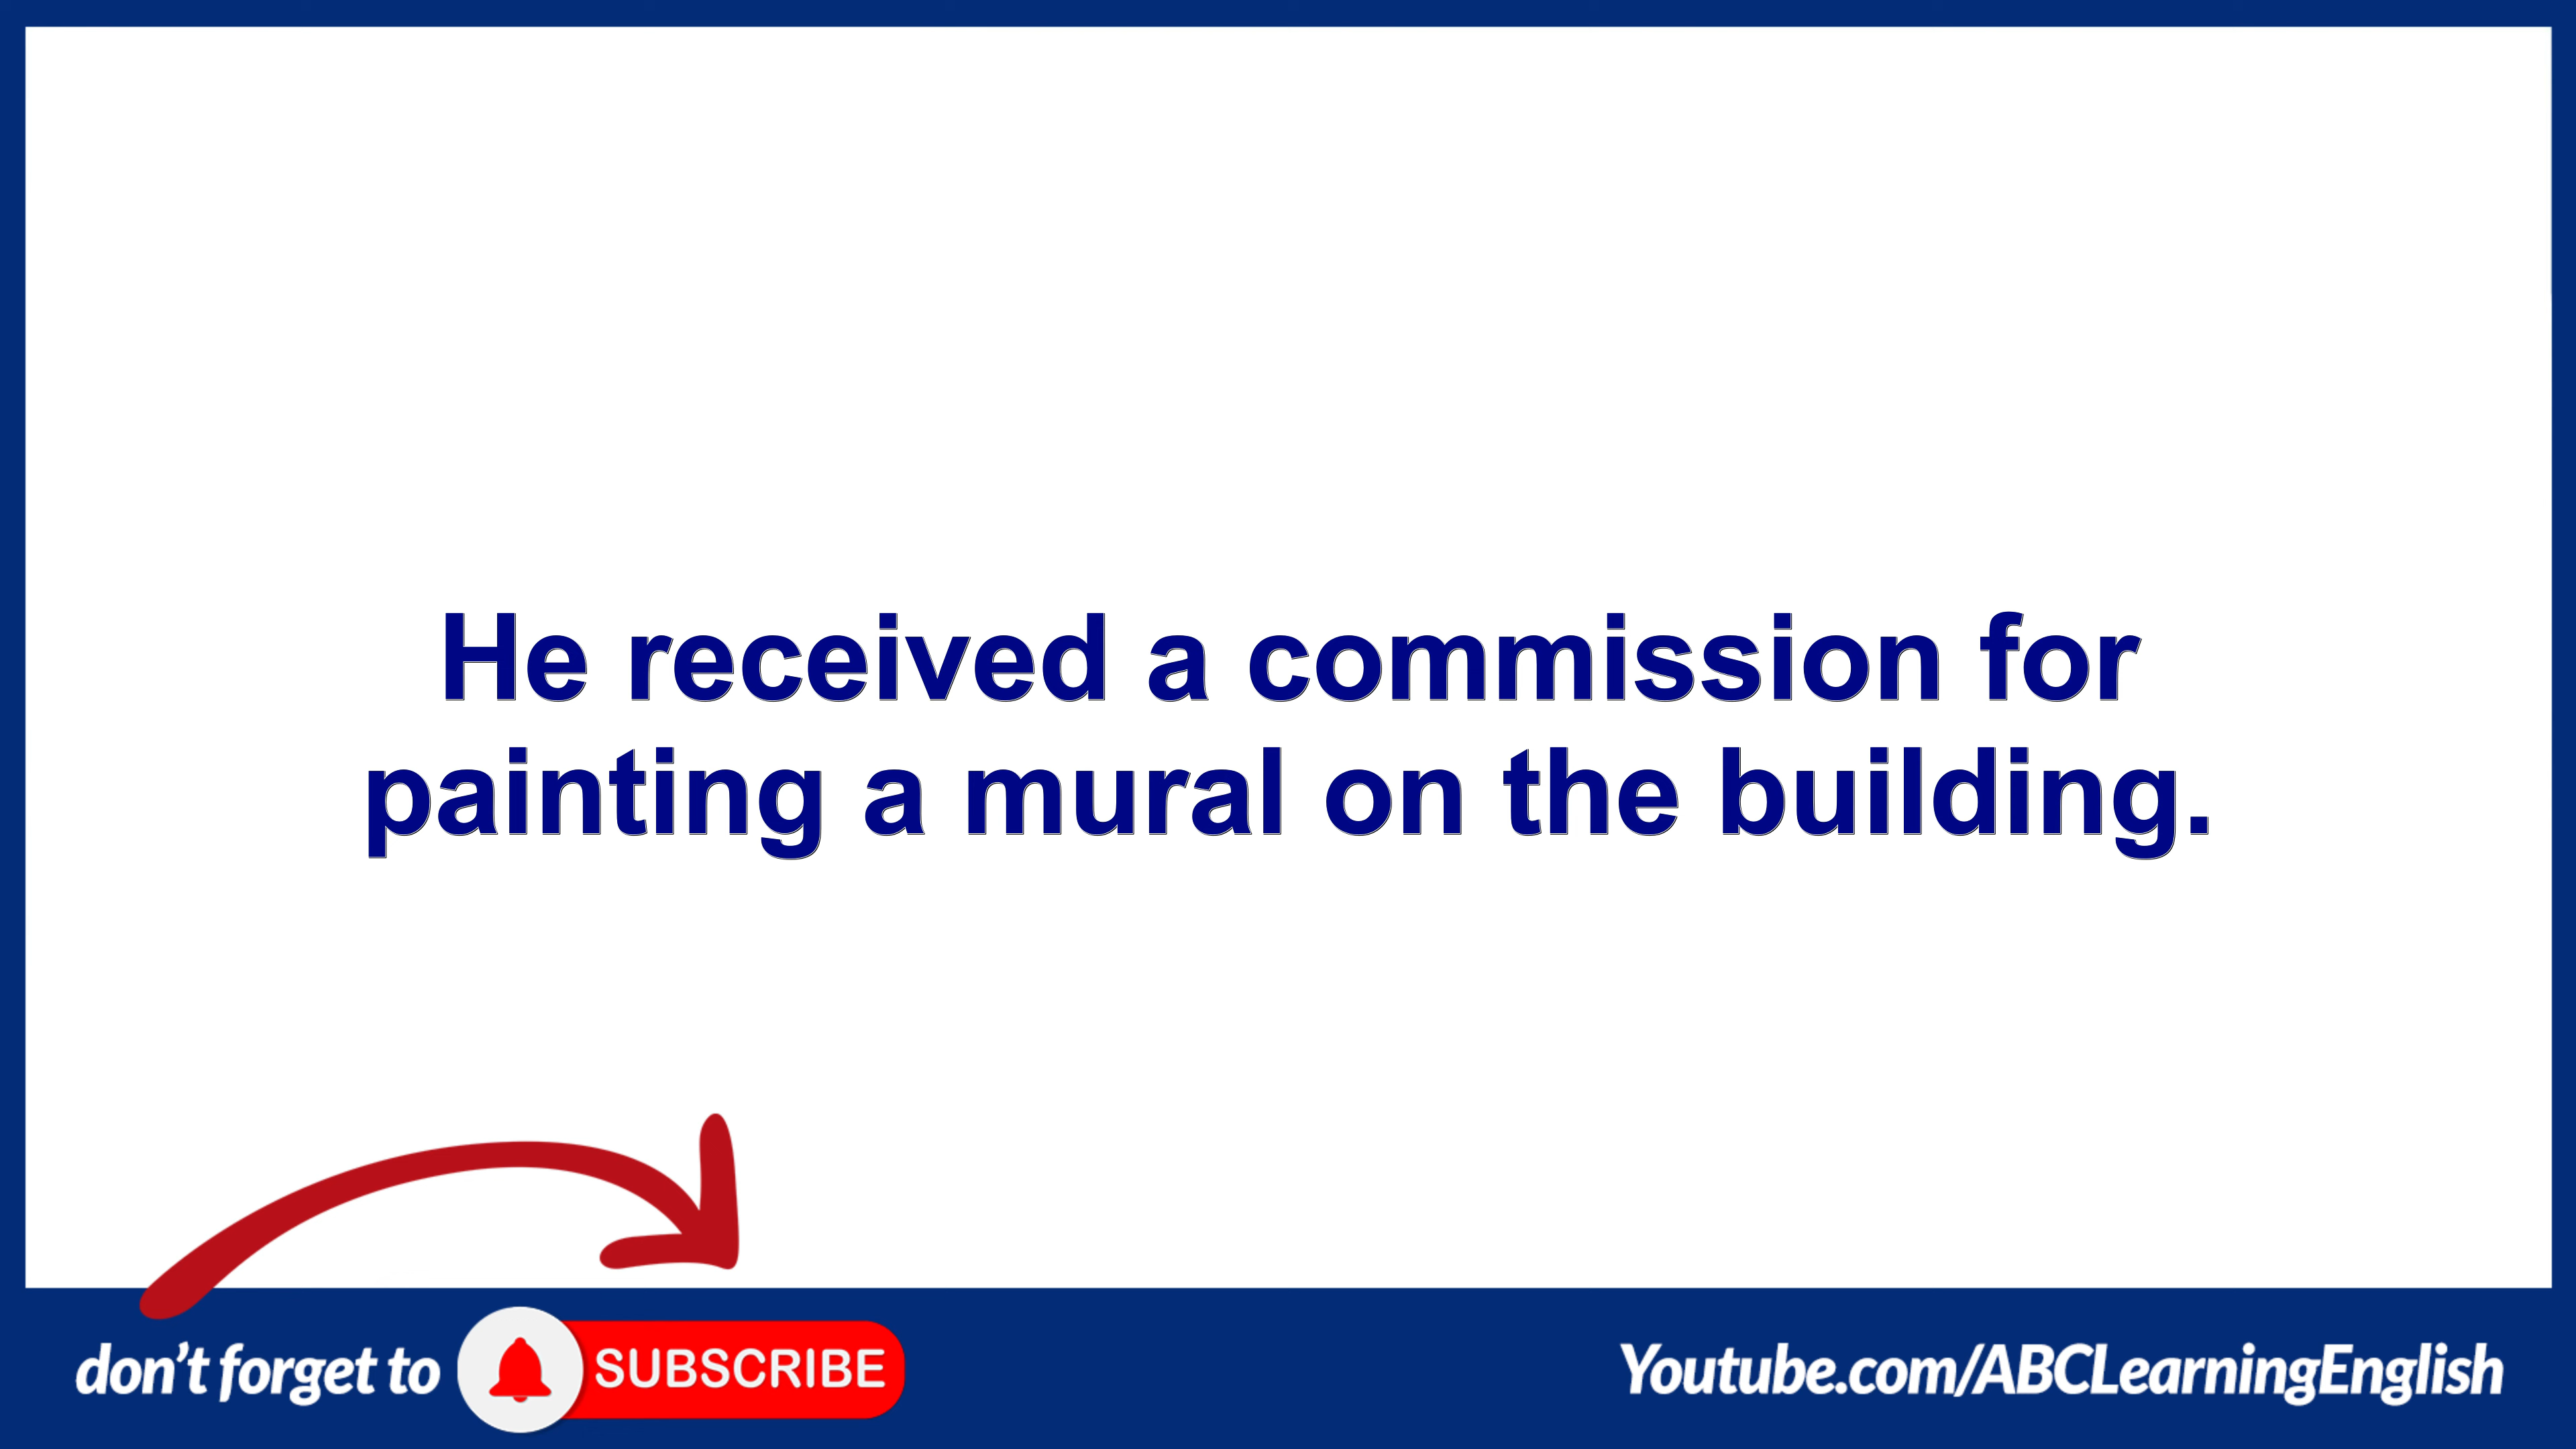 He received a commission for
painting a mural on the building.
don't forget to SUBSCRIBE
Youtube.com/ABCLearningEnglish